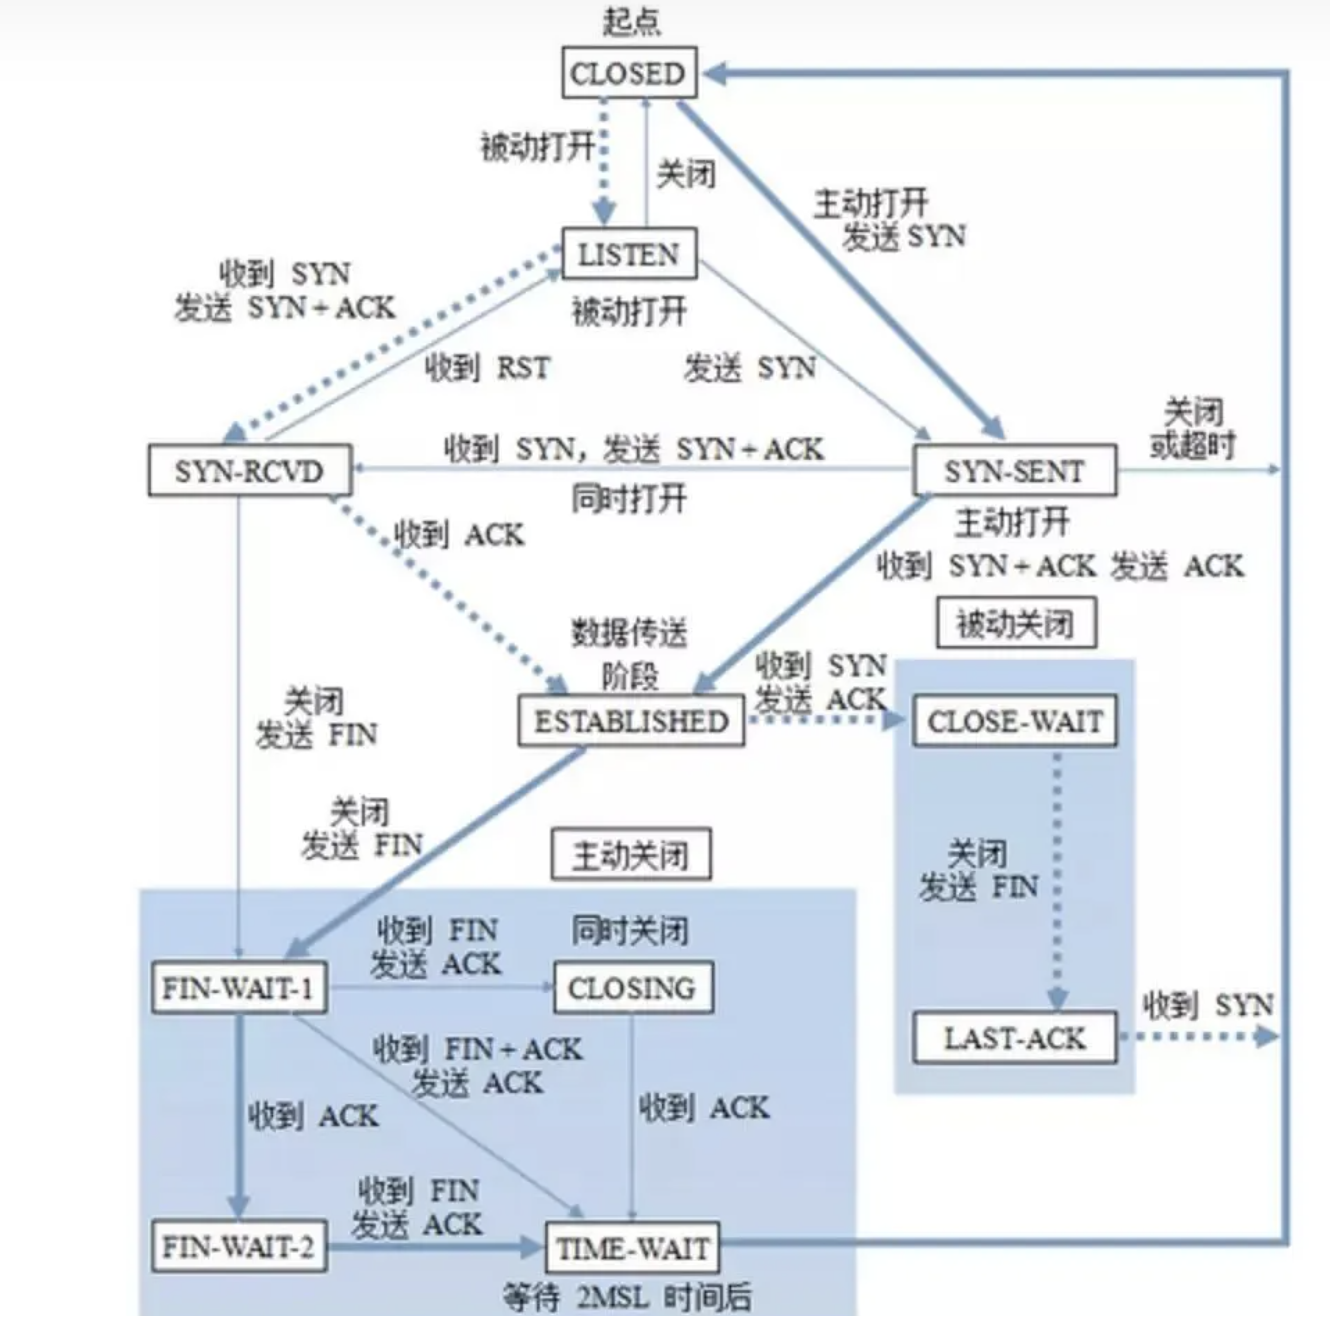 起点
CLOSED
被动打开
关闭
主动打开
发送 SYN
LISTEN
被动打开
收到 SYN
发送 SYN+ACK
收到 RST
发送 SYN
关闭
或超时
SYN-RCVD
收到 SYN，发送 SYN+ACK
同时打开
SYN-SENT
主动打开
收到 ACK
收到 SYN+ACK 发送 ACK
被动关闭
数据传送
阶段
收到 SYN
发送 ACK
ESTABLISHED
CLOSE-WAIT
关闭
发送 FIN
关闭
发送 FIN
主动关闭
关闭
发送 FIN
收到 FIN
发送 ACK
同时关闭
FIN-WAIT-1
CLOSING
收到 SYN
LAST-ACK
收到 FIN+ACK
发送 ACK
收到 ACK
收到 ACK
收到 FIN
发送 ACK
FIN-WAIT-2
TIME-WAIT
等待 2MSL 时间后